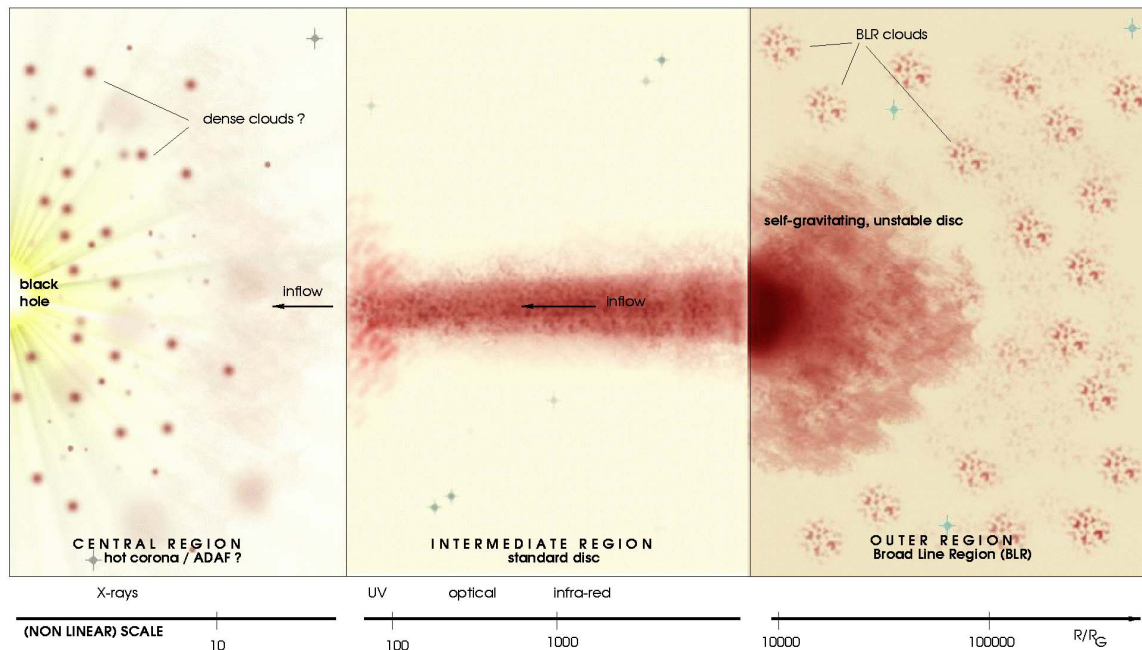 dense clouds ?
black
hole
inflow
CENTRAL REGION
hot corona / ADAF ?
inflow
INTERMEDIATE REGION
standard disc
BLR clouds
self-gravitating, unstable disc
OUTER REGION
Broad Line Region (BLR)
X-rays
UV optical infra-red
(NON LINEAR) SCALE
10
100
1000
10000
100000
R/RG